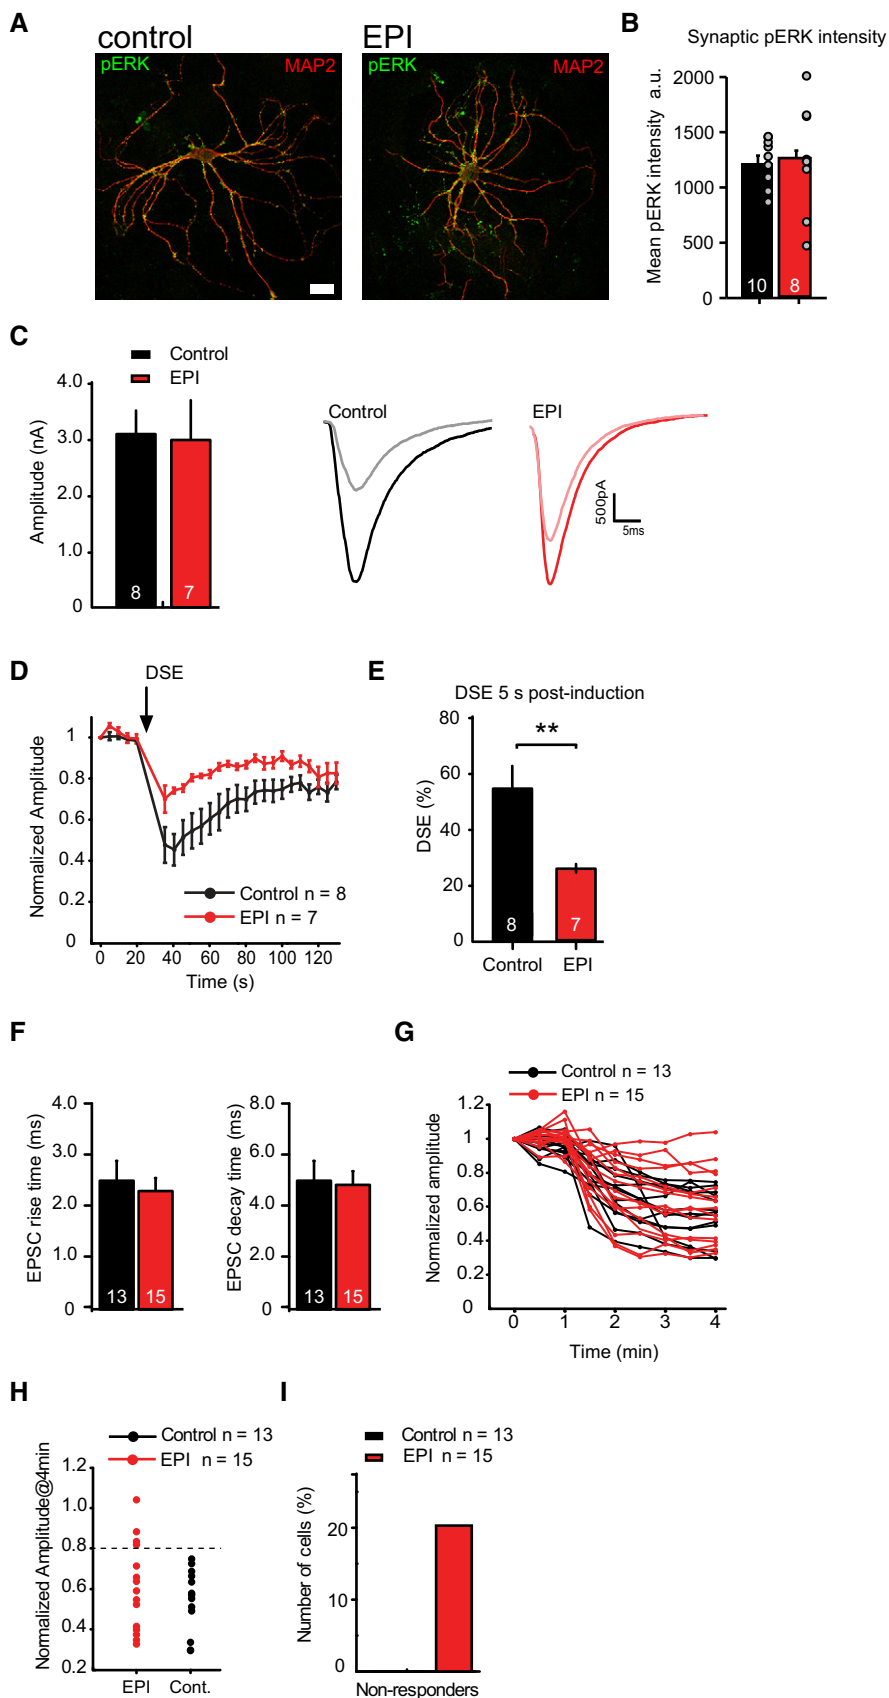 A
control
EPI
pERK
MAP2
pERK
MAP2
B
Synaptic pERK intensity
Mean pERK intensity a.u.
2000
1500
1000
500
0
10
8
C
Control
EPI
Amplitude (nA)
4.0
3.0
2.0
1.0
0
8
7
Control
EPI
500pA
5ms
D
DSE
Normalized Amplitude
1
0.8
0.6
0.4
0.2
0
Control n = 8
EPI n = 7
0 20 40 60 80 100 120
Time (s)
E
DSE 5 s post-induction
DSE (%)
80
60
40
20
0
**
8
7
Control EPI
F
EPSC rise time (ms)
4.0
3.0
2.0
1.0
0
13
15
EPSC decay time (ms)
8.0
6.0
4.0
2.0
0
13
15
G
Control n = 13
EPI n = 15
Normalized amplitude
1.2
1
0.8
0.6
0.4
0.2
0
0 1 2 3 4
Time (min)
H
Control n = 13
EPI n = 15
Normalized Amplitude@4min
1.2
1.0
0.8
0.6
0.4
0.2
EPI Cont.
I
Control n = 13
EPI n = 15
Number of cells (%)
20
10
0
Non-responders